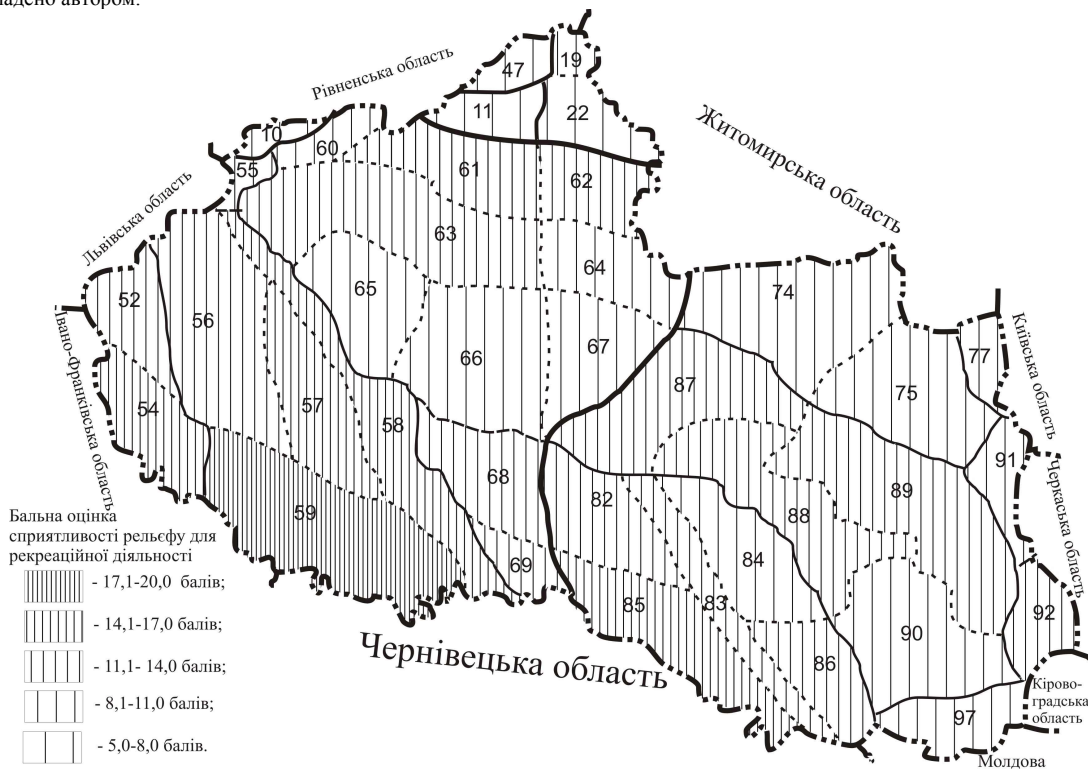 ладено автором.
Рівненська область
Житомирська область
Львівська область
Івано-Франківська область
Київська область
Черкаська область
Кірово-
градська
область
Молдова
Чернівецька область
47
19
11
22
10
60
55
61
62
63
64
65
52
56
66
67
74
77
87
75
54
57
58
68
82
91
89
88
59
84
69
85
83
92
90
86
97
Бальна оцінка
сприятливості рельєфу для
рекреаційної діяльності
- 17,1-20,0 балів;
- 14,1- 17,0 балів;
- 11,1- 14,0 балів;
- 8,1-11,0 балів;
- 5,0-8,0 балів.